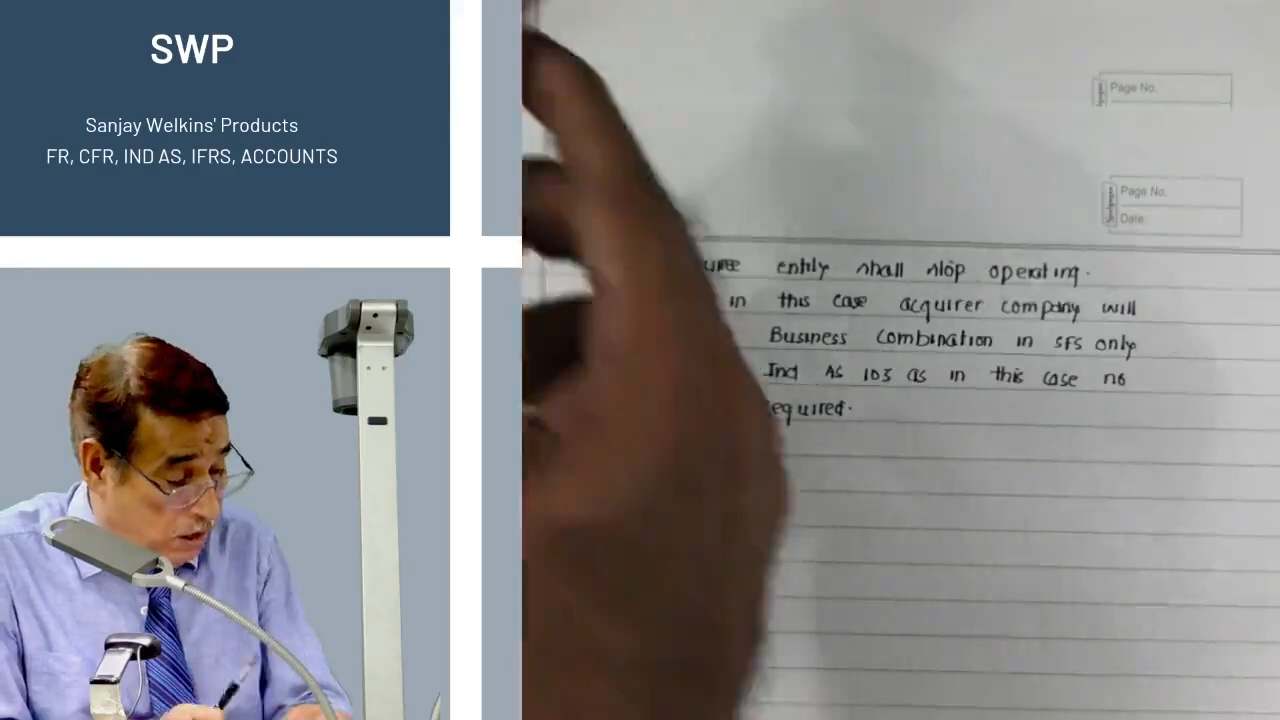 SWP
Sanjay Welkins' Products
FR, CFR, IND AS, IFRS, ACCOUNTS
Page No.
Page No.
Date
entity shall stop operating.
in this case acquirer company will
Business Combination in SFS only
Ind AS 103 as in this case no
equired.